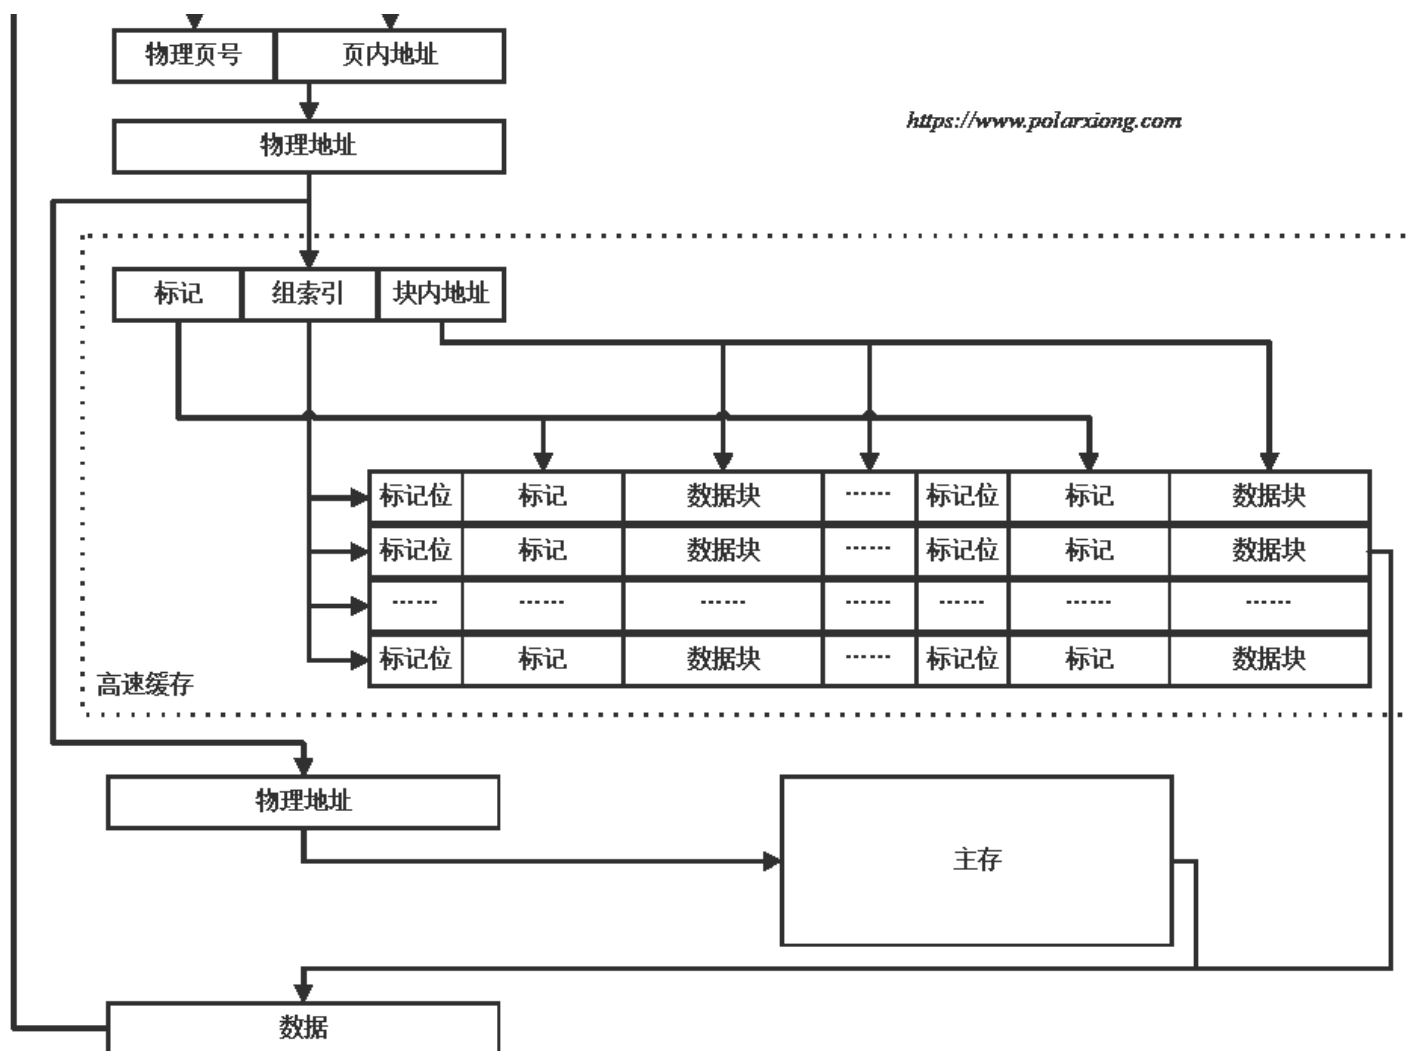 物理页号 页内地址
https://www.polarxiong.com
物理地址
标记 组索引 块内地址
标记位 标记 数据块 …… 标记位 标记 数据块
标记位 标记 数据块 …… 标记位 标记 数据块
…… …… …… …… …… …… ……
标记位 标记 数据块 …… 标记位 标记 数据块
高速缓存
物理地址
主存
数据